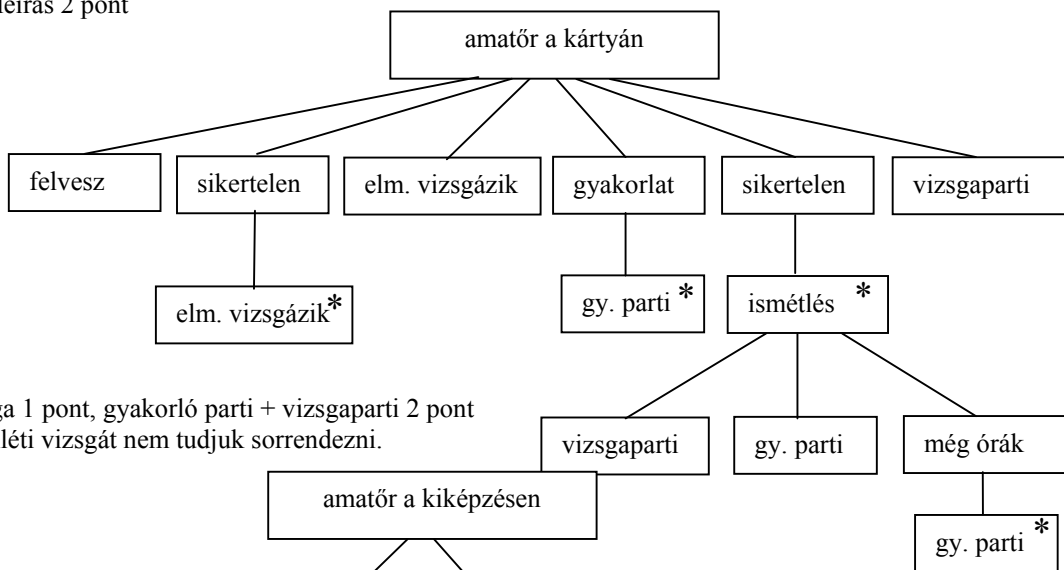 leírás 2 pont
amatőr a kártyán
felvesz
sikertelen
elm. vizsgázik
gyakorlat
sikertelen
vizsgaparti
elm. vizsgázik*
gy. parti *
ismétlés *
ga 1 pont, gyakorló parti + vizsgaparti 2 pont
léti vizsgát nem tudjuk sorrendezni.
vizsgaparti
gy. parti
még órák
amatőr a kiképzésen
gy. parti *